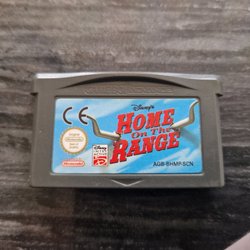 Disney's
CE
HOME
On The
RANGE
Nintendo
AGB-BHMP-SCN